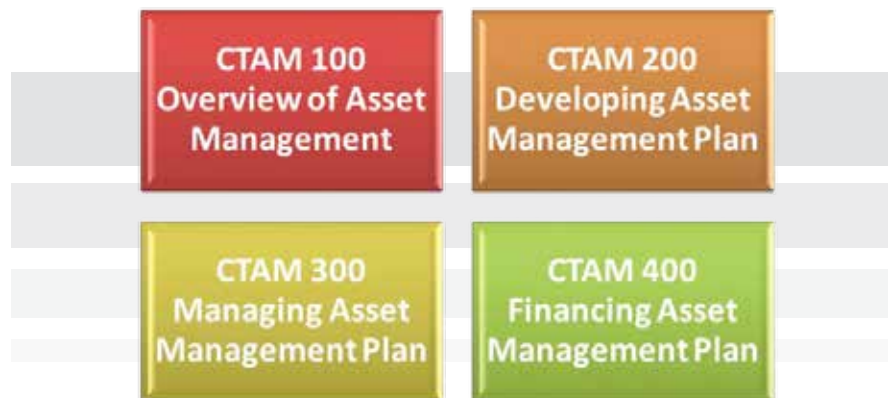 CTAM 100
Overview of Asset
Management
CTAM 200
Developing Asset
Management Plan
CTAM 300
Managing Asset
Management Plan
CTAM 400
Financing Asset
Management Plan